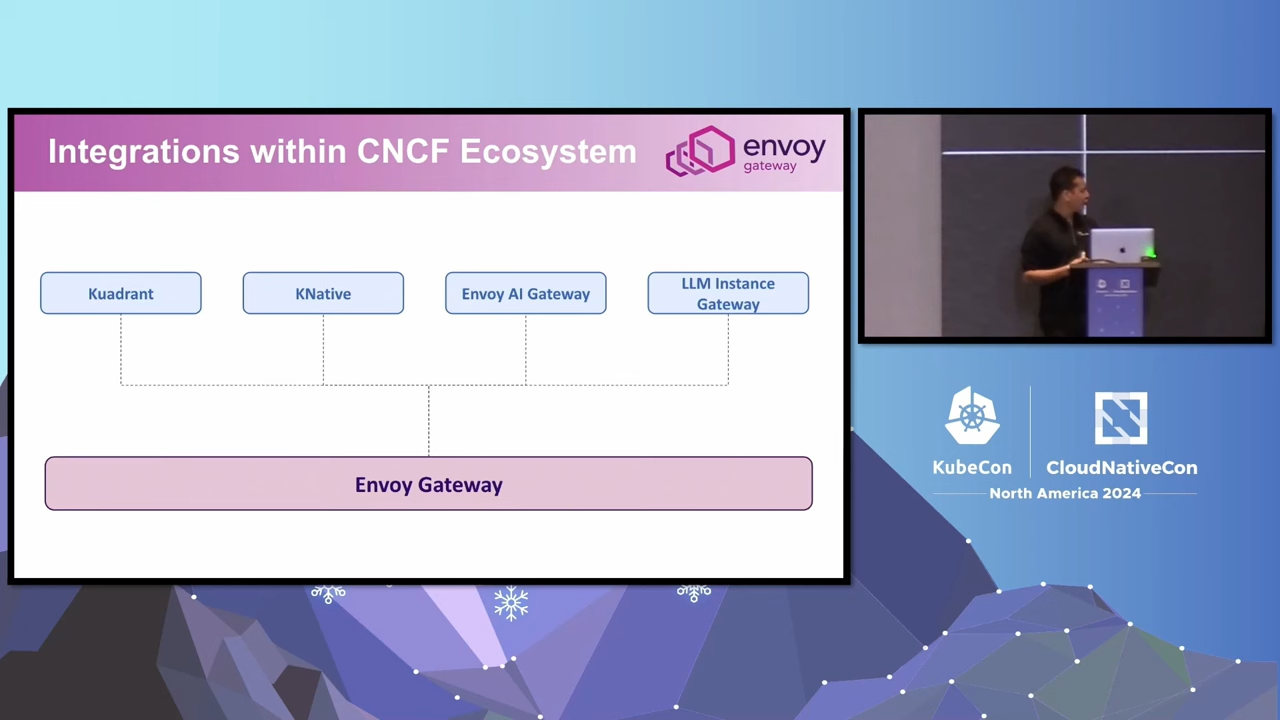 Integrations within CNCF Ecosystem
envoy
gateway
Kuadrant
KNative
Envoy AI Gateway
LLM Instance
Gateway
Envoy Gateway
KubeCon
CloudNativeCon
North America 2024